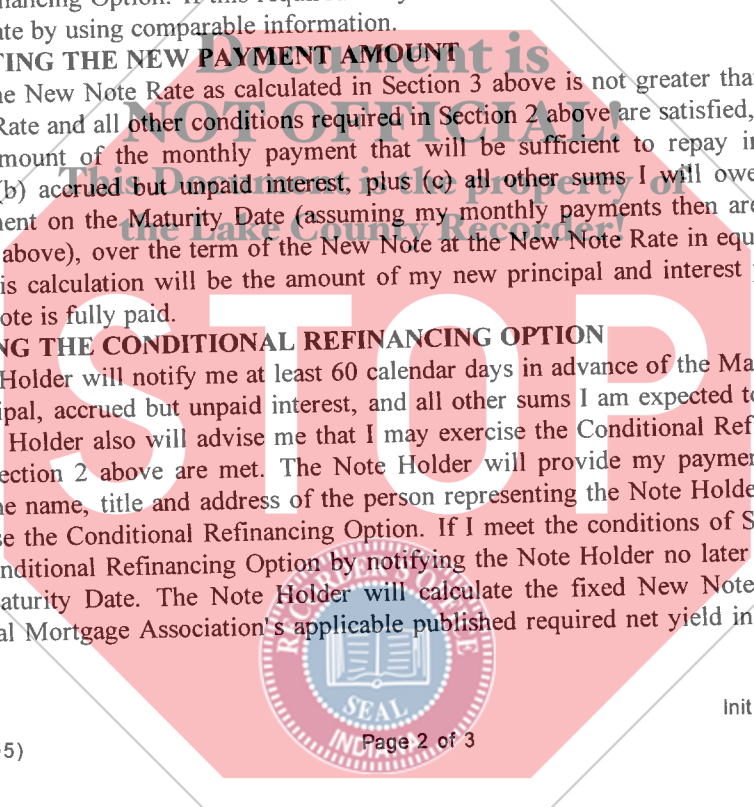 ate by using comparable information.
TING THE NEW PAYMENT AMOUNT
he New Note Rate as calculated in Section 3 above is not greater tha
Rate and all other conditions required in Section 2 above are satisfied,
mount of the monthly payment that will be sufficient to repay i
(b) accrued but unpaid interest, plus (c) all other sums I will owe
ent on the Maturity Date (assuming my monthly payments then are
above), over the term of the New Note at the New Note Rate in equ
is calculation will be the amount of my new principal and interest
ote is fully paid.
NG THE CONDITIONAL REFINANCING OPTION
Holder will notify me at least 60 calendar days in advance of the Ma
ipal, accrued but unpaid interest, and all other sums I am expected to
Holder also will advise me that I may exercise the Conditional Ref
ection 2 above are met. The Note Holder will provide my paymen
he name, title and address of the person representing the Note Holde
se the Conditional Refinancing Option. If I meet the conditions of S
nditional Refinancing Option by notifying the Note Holder no later
aturity Date. The Note Holder will calculate the fixed New Note
al Mortgage Association's applicable published required net yield in
Init
5)
Page 2 of 3
Document is
NOT OFFICIAL!
This Document is the property of
the Lake County Recorder!
STOP
RECORDER'S OFFICE
SEAL
INDIANA